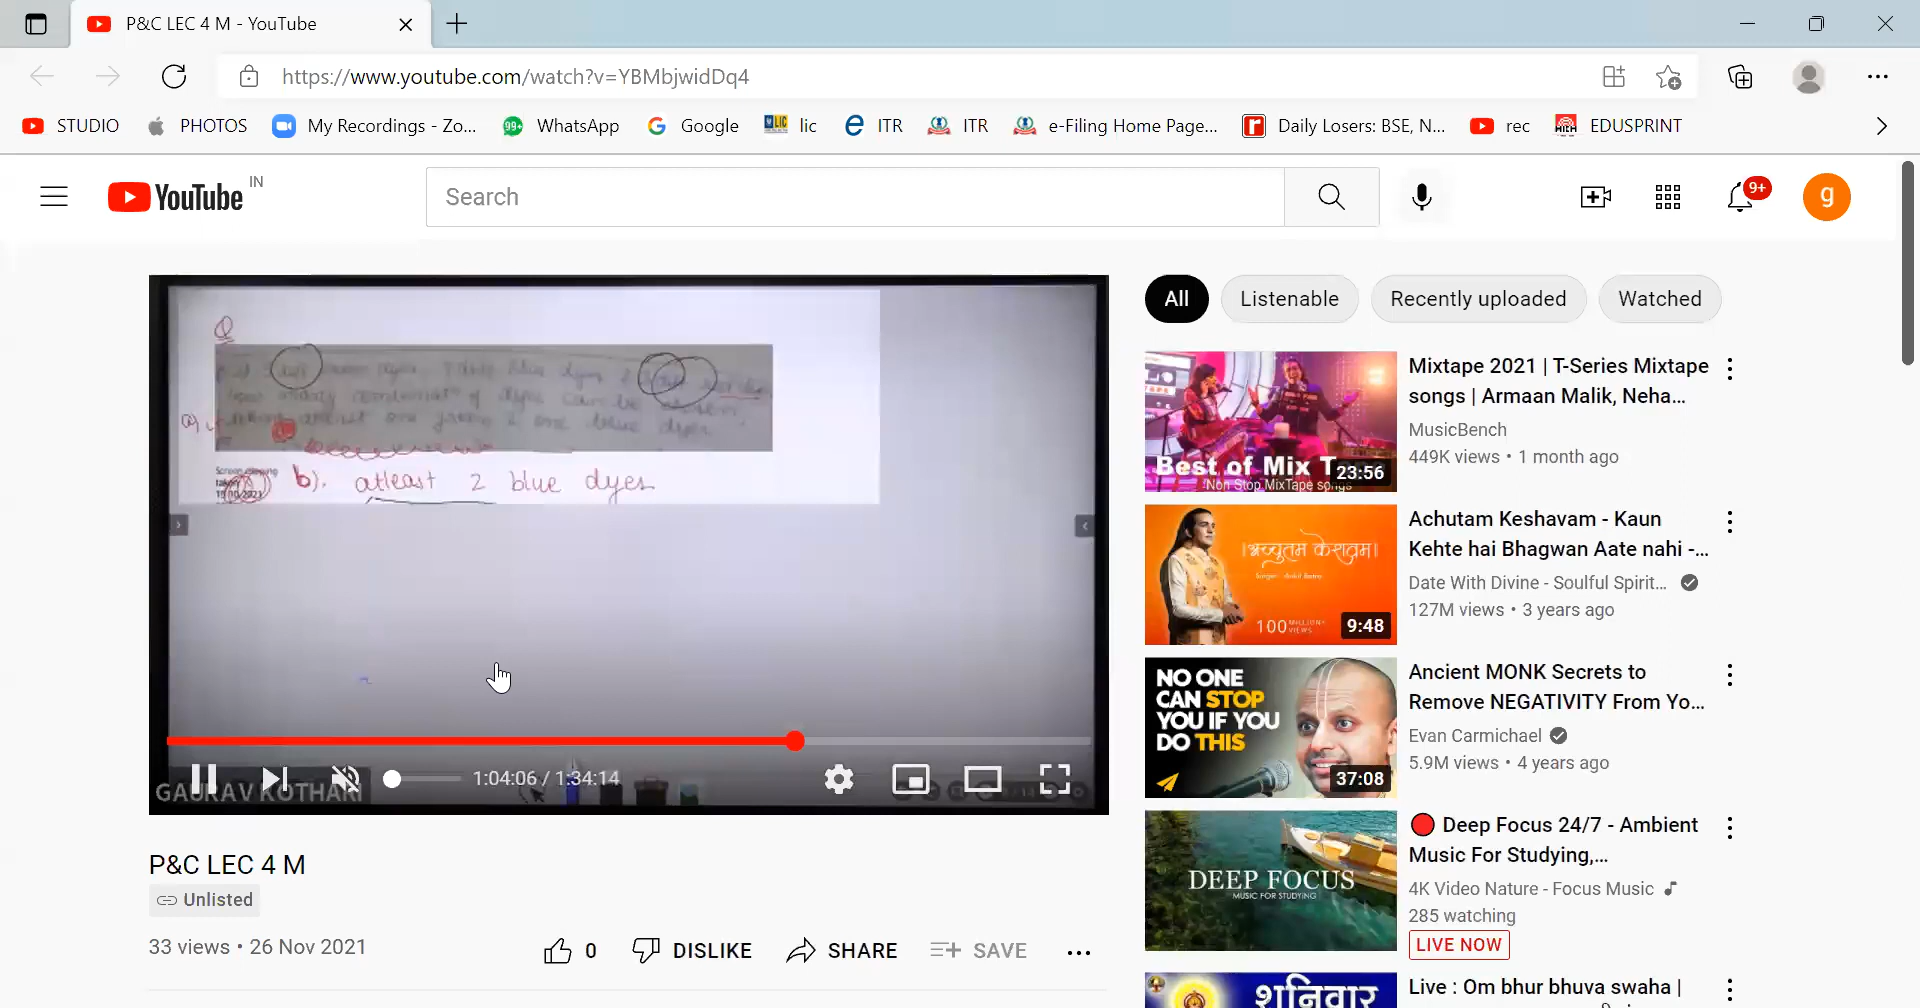 P&C LEC 4 M - YouTube
https://www.youtube.com/watch?v=YBMbjwidDq4
STUDIO PHOTOS My Recordings - Zo... WhatsApp Google lic ITR ITR e-Filing Home Page... Daily Losers: BSE, N... rec EDUSPRINT
YouTube IN Search 9+ g
All Listenable Recently uploaded Watched
Q
b). atleast 2 blue dyes
1:04:06 / 1:34:14
GAURAV KOTHARI
P&C LEC 4 M
Unlisted
33 views • 26 Nov 2021
0 DISLIKE SHARE SAVE
Best of Mix T
Non Stop MixTape songs
23:56
Mixtape 2021 | T-Series Mixtape
songs | Armaan Malik, Neha...
MusicBench
449K views • 1 month ago
100 MILLION+ VIEWS
9:48
Achutam Keshavam - Kaun
Kehte hai Bhagwan Aate nahi -...
Date With Divine - Soulful Spirit...
127M views • 3 years ago
NO ONE
CAN STOP
YOU IF YOU
DO THIS
37:08
Ancient MONK Secrets to
Remove NEGATIVITY From Yo...
Evan Carmichael
5.9M views • 4 years ago
DEEP FOCUS
MUSIC FOR STUDYING
Deep Focus 24/7 - Ambient
Music For Studying,...
4K Video Nature - Focus Music
285 watching
LIVE NOW
शनिवार
Live : Om bhur bhuva swaha |